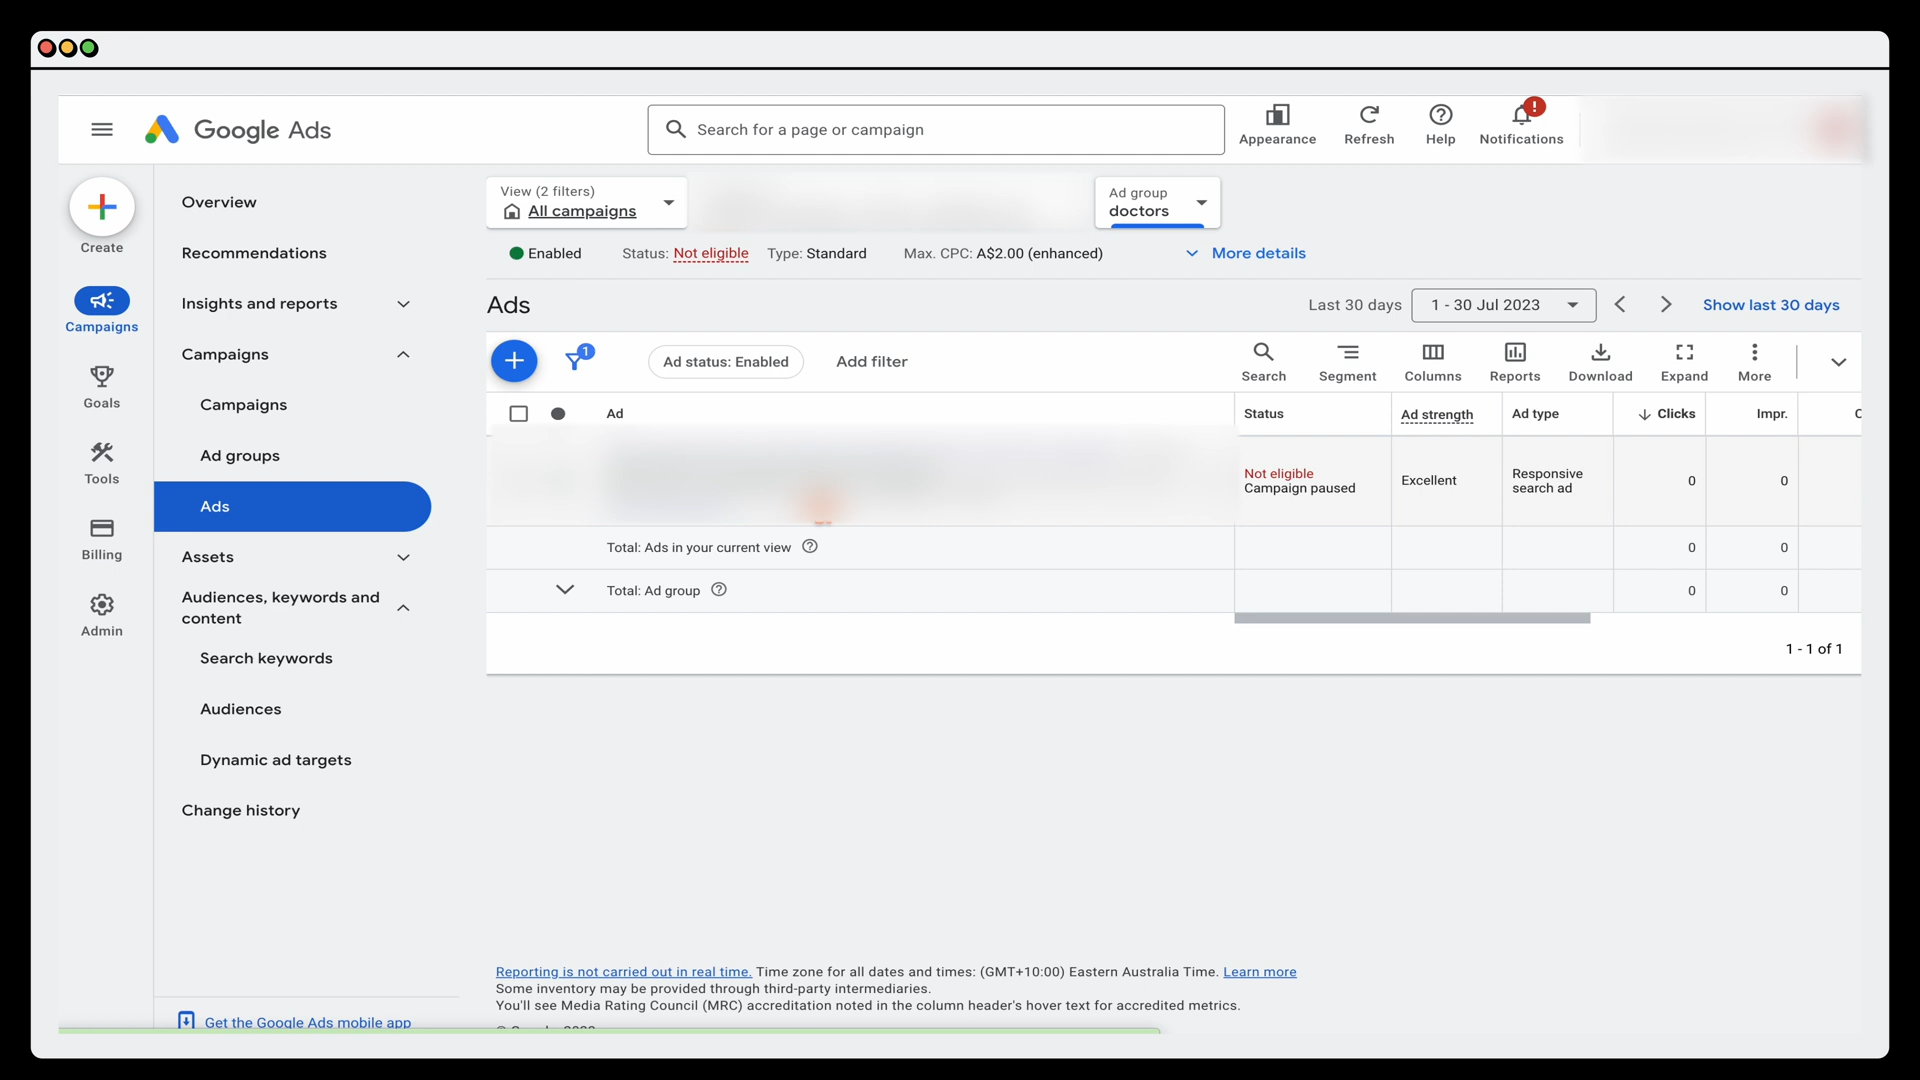 Google Ads
Search for a page or campaign
Appearance
Refresh
Help
!
Notifications
Create
Campaigns
Goals
Tools
Billing
Admin
Overview
Recommendations
Insights and reports
Campaigns
Campaigns
Ad groups
Ads
Assets
Audiences, keywords and
content
Search keywords
Audiences
Dynamic ad targets
Change history
Get the Google Ads mobile app
View (2 filters)
All campaigns
Ad group
doctors
Enabled Status: Not eligible Type: Standard Max. CPC: A$2.00 (enhanced) More details
Ads
Last 30 days 1 - 30 Jul 2023 Show last 30 days
1
Ad status: Enabled Add filter
Search
Segment
Columns
Reports
Download
Expand
More
Ad Status Ad strength Ad type Clicks Impr.
Not eligible
Campaign paused
Excellent
Responsive
search ad
0 0
Total: Ads in your current view 0 0
Total: Ad group 0 0
1 - 1 of 1
Reporting is not carried out in real time. Time zone for all dates and times: (GMT+10:00) Eastern Australia Time. Learn more
Some inventory may be provided through third-party intermediaries.
You'll see Media Rating Council (MRC) accreditation noted in the column header's hover text for accredited metrics.